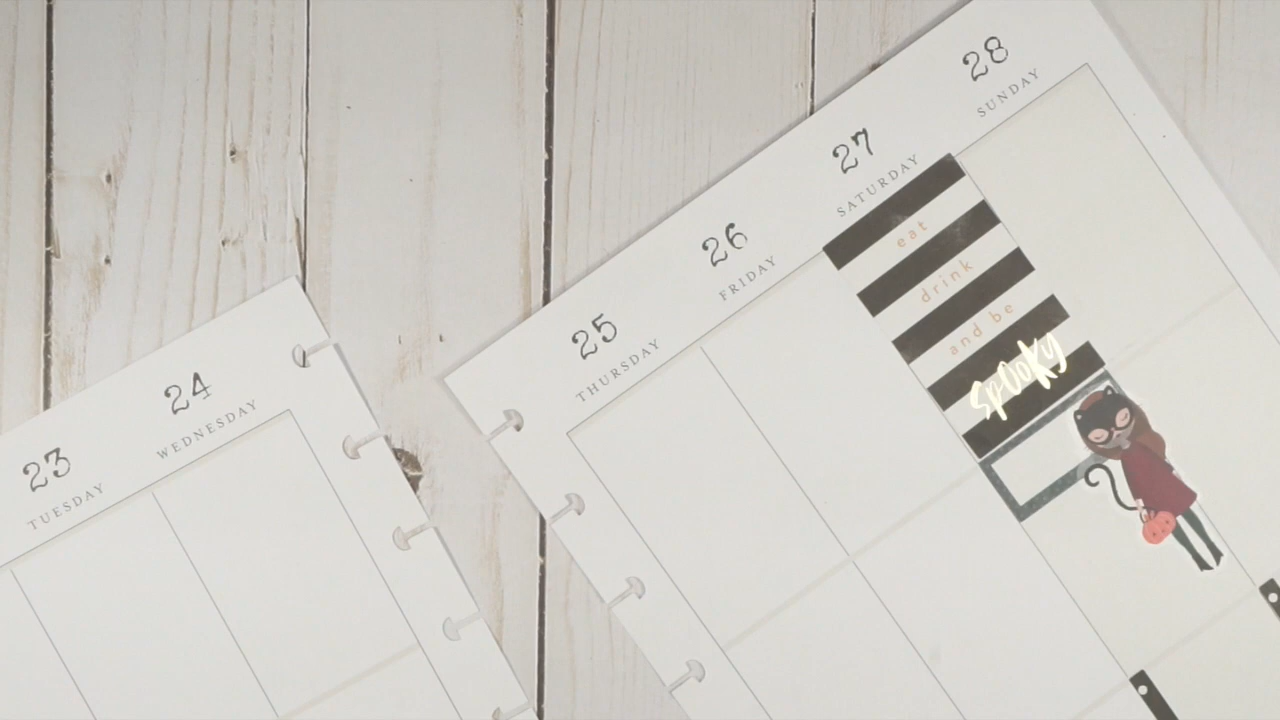 23
TUESDAY
24
WEDNESDAY
25
THURSDAY
26
FRIDAY
27
SATURDAY
28
SUNDAY
eat
drink
and be
spooky